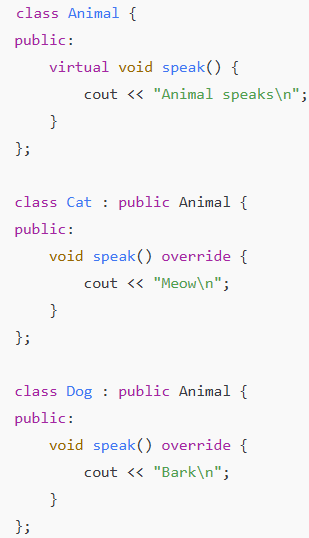 class Animal {
public:
    virtual void speak() {
        cout << "Animal speaks\n";
    }
};

class Cat : public Animal {
public:
    void speak() override {
        cout << "Meow\n";
    }
};

class Dog : public Animal {
public:
    void speak() override {
        cout << "Bark\n";
    }
};